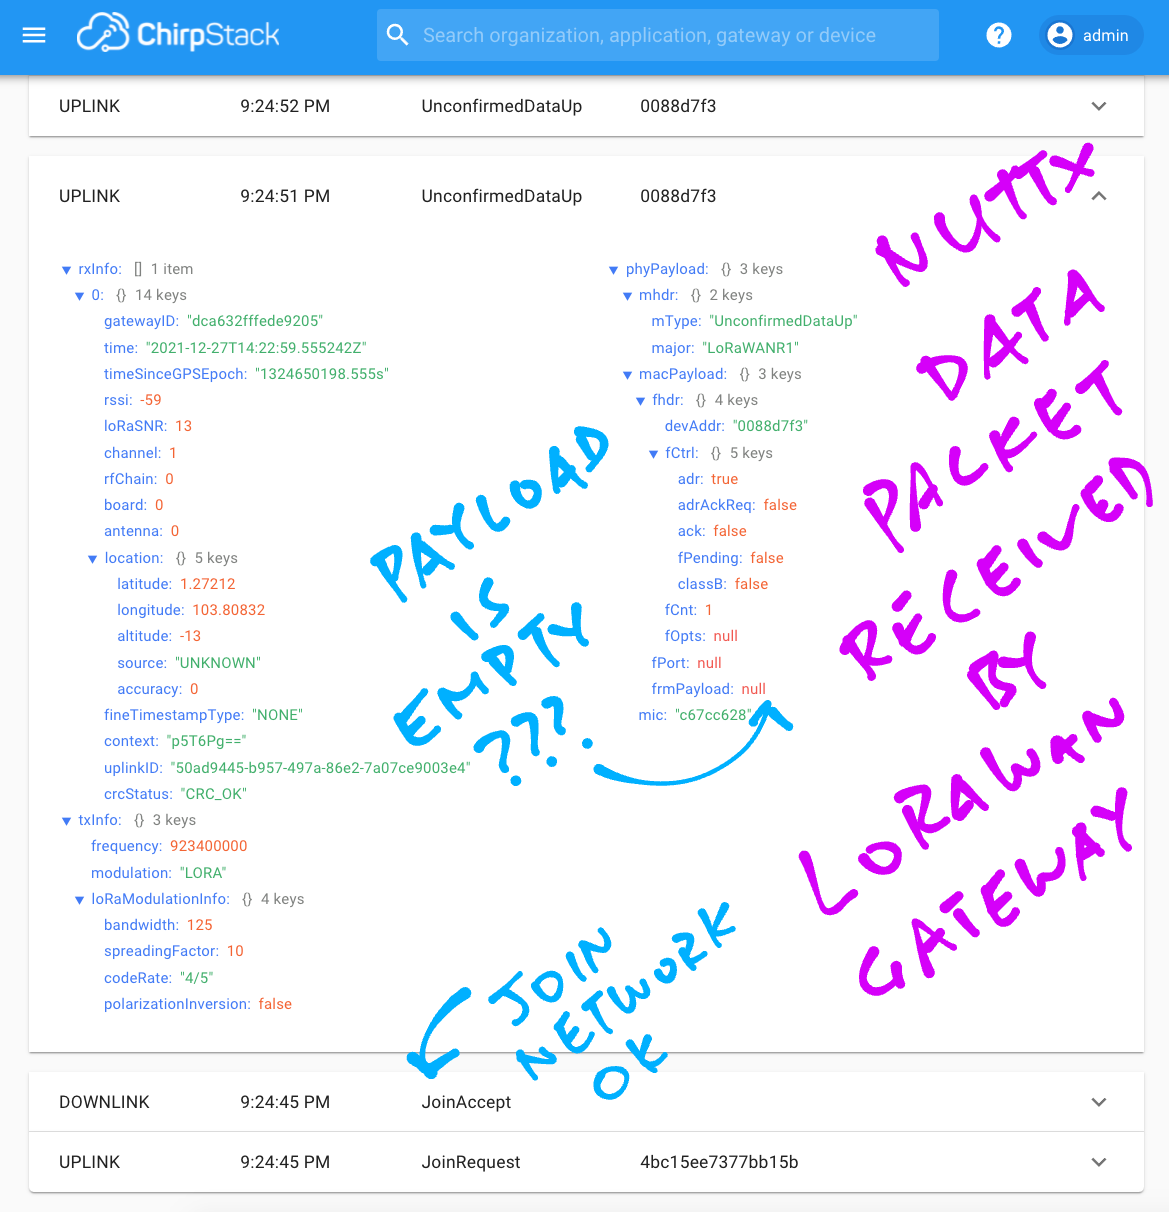 ChirpStack
Search organization, application, gateway or device
? admin
UPLINK 9:24:52 PM UnconfirmedDataUp 0088d7f3
UPLINK 9:24:51 PM UnconfirmedDataUp 0088d7f3
rxInfo: [] 1 item
0: {} 14 keys
gatewayID: "dca632fffede9205"
time: "2021-12-27T14:22:59.555242Z"
timeSinceGPSEpoch: "1324650198.555s"
rssi: -59
loRaSNR: 13
channel: 1
rfChain: 0
board: 0
antenna: 0
location: {} 5 keys
latitude: 1.27212
longitude: 103.80832
altitude: -13
source: "UNKNOWN"
accuracy: 0
fineTimestampType: "NONE"
context: "p5T6Pg=="
uplinkID: "50ad9445-b957-497a-86e2-7a07ce9003e4"
crcStatus: "CRC_OK"
txInfo: {} 3 keys
frequency: 923400000
modulation: "LORA"
loRaModulationInfo: {} 4 keys
bandwidth: 125
spreadingFactor: 10
codeRate: "4/5"
polarizationInversion: false
phyPayload: {} 3 keys
mhdr: {} 2 keys
mType: "UnconfirmedDataUp"
major: "LoRaWANR1"
macPayload: {} 3 keys
fhdr: {} 4 keys
devAddr: "0088d7f3"
fCtrl: {} 5 keys
adr: true
adrAckReq: false
ack: false
fPending: false
classB: false
fCnt: 1
fOpts: null
fPort: null
frmPayload: null
mic: "c67cc628"
PAYLOAD
IS
EMPTY
???
NUTTX
DATA
PACKET
RECEIVED
BY
LORAWAN
GATEWAY
JOIN
NETWORK
OK
DOWNLINK 9:24:45 PM JoinAccept
UPLINK 9:24:45 PM JoinRequest 4bc15ee7377bb15b